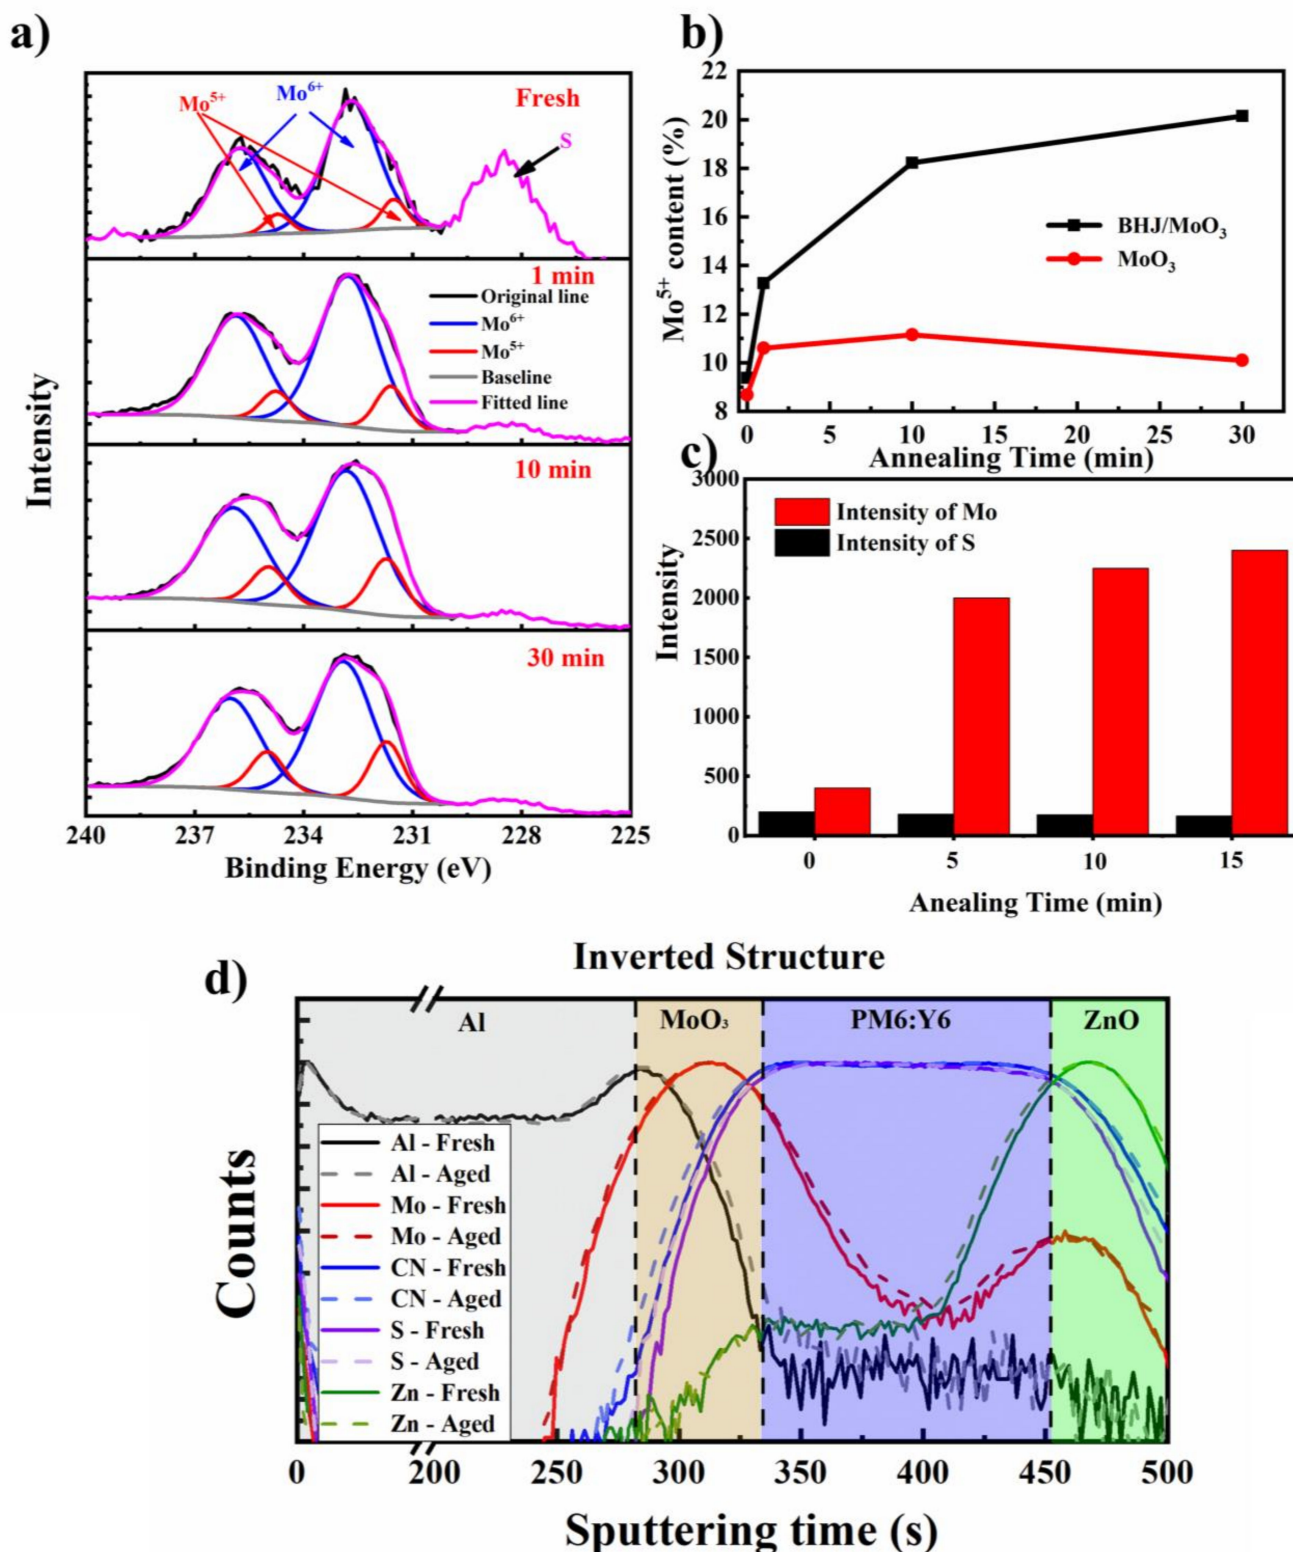 a)
Mo5+
Mo6+
Fresh
S
1 min
Original line
Mo6+
Mo5+
Baseline
Fitted line
10 min
30 min
Intensity
240 237 234 231 228 225
Binding Energy (eV)
b)
22
20
18
16
14
12
10
8
Mo5+ content (%)
BHJ/MoO3
MoO3
0 5 10 15 20 25 30
Annealing Time (min)
c)
3000
2500
2000
1500
1000
500
0
Intensity
Intensity of Mo
Intensity of S
0 5 10 15
Anealing Time (min)
d)
Inverted Structure
Al MoO3 PM6:Y6 ZnO
Counts
Al - Fresh
Al - Aged
Mo - Fresh
Mo - Aged
CN - Fresh
CN - Aged
S - Fresh
S - Aged
Zn - Fresh
Zn - Aged
0 200 250 300 350 400 450 500
Sputtering time (s)